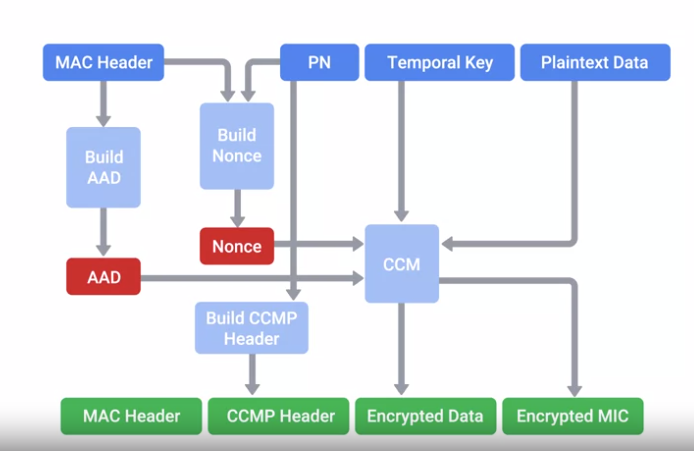 MAC Header
PN
Temporal Key
Plaintext Data
Build
AAD
Build
Nonce
Nonce
AAD
CCM
Build CCMP
Header
MAC Header
CCMP Header
Encrypted Data
Encrypted MIC